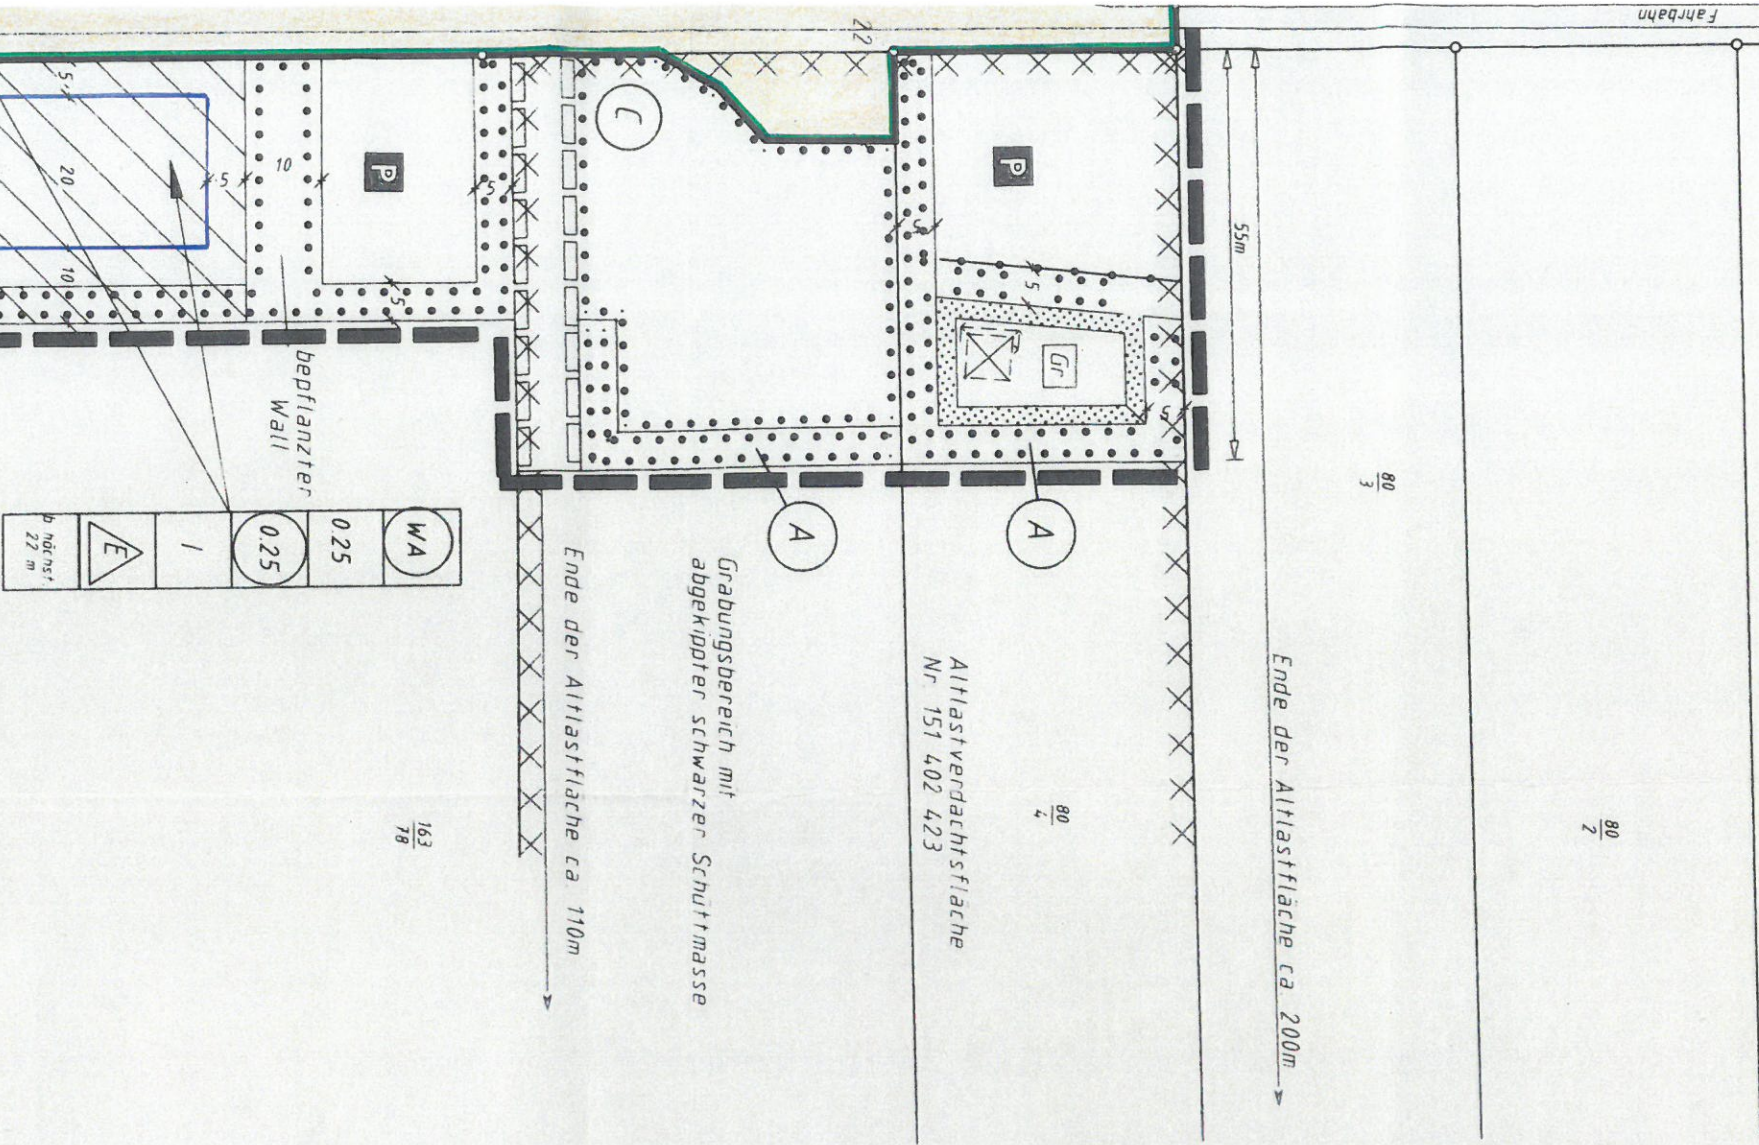 Fahrbahn
22
5
20
10
5
10
P
5
5
C
5
P
5
Gr
5
55m
bepflanzter
Wall
WA
0.25
0.25
I
E
höchst.
22 m
A
A
Grabungsbereich mit
abgekippter schwarzer Schüttmasse
Ende der Altlastfläche ca 110m
Altlastverdachtsfläche
Nr. 151 402 423
Ende der Altlastfläche ca. 200m
80
3
80
2
80
4
163
78